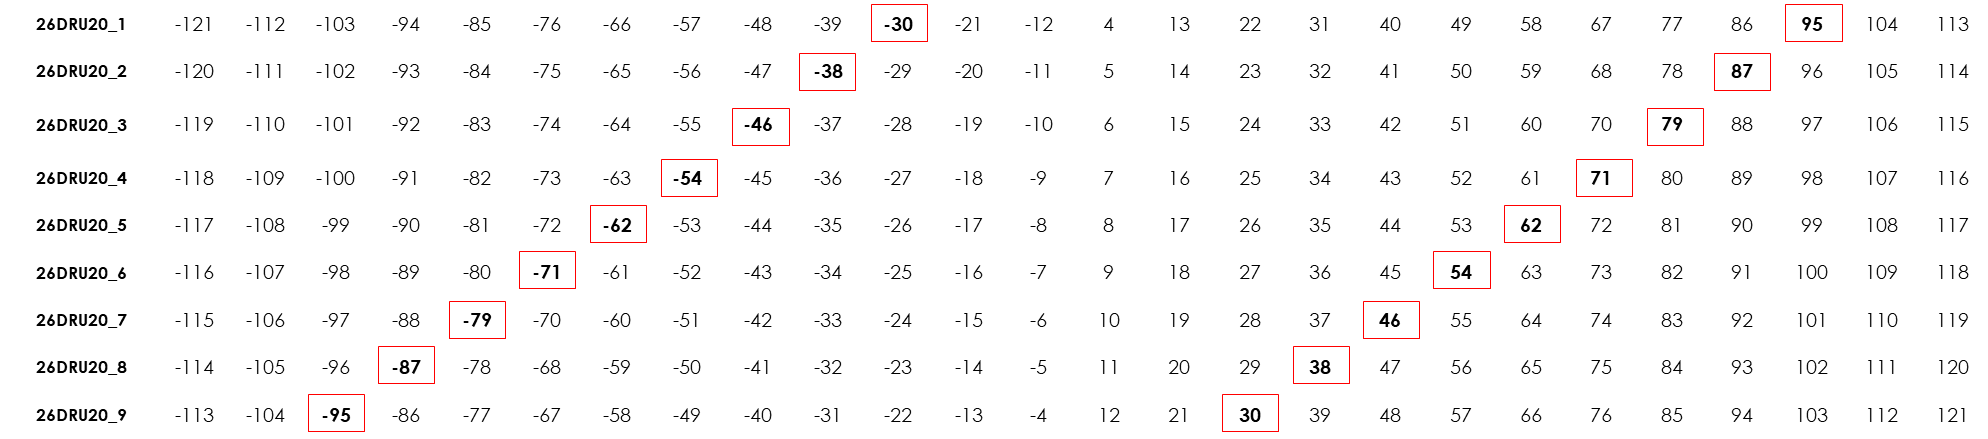 26DRU20_1 -121 -112 -103 -94 -85 -76 -66 -57 -48 -39 -30 -21 -12 4 13 22 31 40 49 58 67 77 86 95 104 113
26DRU20_2 -120 -111 -102 -93 -84 -75 -65 -56 -47 -38 -29 -20 -11 5 14 23 32 41 50 59 68 78 87 96 105 114
26DRU20_3 -119 -110 -101 -92 -83 -74 -64 -55 -46 -37 -28 -19 -10 6 15 24 33 42 51 60 70 79 88 97 106 115
26DRU20_4 -118 -109 -100 -91 -82 -73 -63 -54 -45 -36 -27 -18 -9 7 16 25 34 43 52 61 71 80 89 98 107 116
26DRU20_5 -117 -108 -99 -90 -81 -72 -62 -53 -44 -35 -26 -17 -8 8 17 26 35 44 53 62 72 81 90 99 108 117
26DRU20_6 -116 -107 -98 -89 -80 -71 -61 -52 -43 -34 -25 -16 -7 9 18 27 36 45 54 63 73 82 91 100 109 118
26DRU20_7 -115 -106 -97 -88 -79 -70 -60 -51 -42 -33 -24 -15 -6 10 19 28 37 46 55 64 74 83 92 101 110 119
26DRU20_8 -114 -105 -96 -87 -78 -68 -59 -50 -41 -32 -23 -14 -5 11 20 29 38 47 56 65 75 84 93 102 111 120
26DRU20_9 -113 -104 -95 -86 -77 -67 -58 -49 -40 -31 -22 -13 -4 12 21 30 39 48 57 66 76 85 94 103 112 121